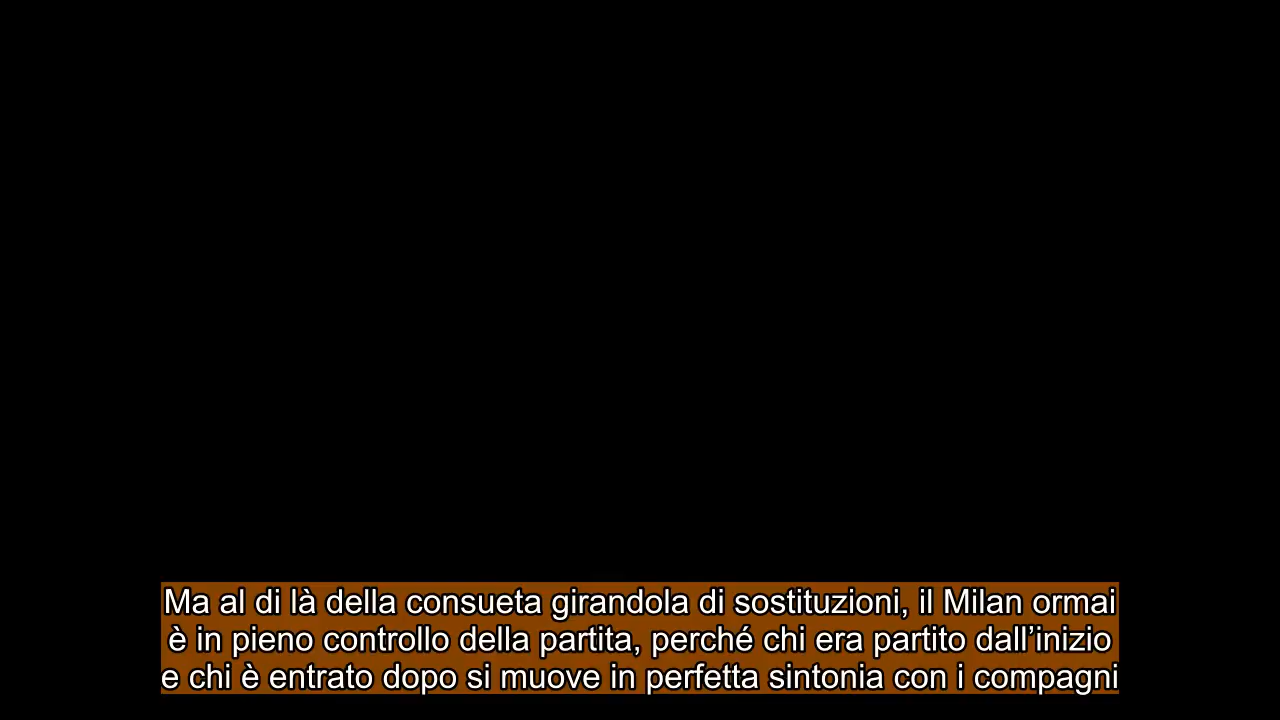 Ma al di là della consueta girandola di sostituzioni, il Milan ormai
è in pieno controllo della partita, perché chi era partito dall’inizio
e chi è entrato dopo si muove in perfetta sintonia con i compagni